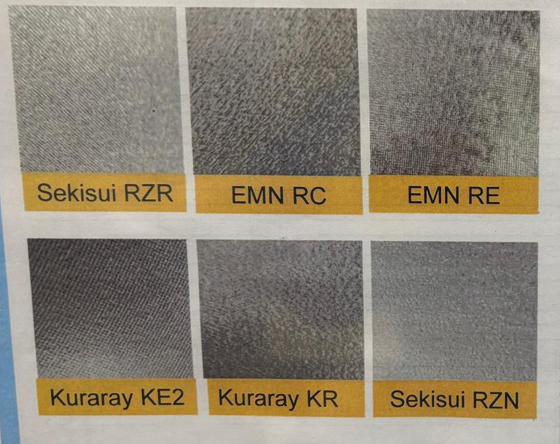 Sekisui RZR
EMN RC
EMN RE
Kuraray KE2
Kuraray KR
Sekisui RZN